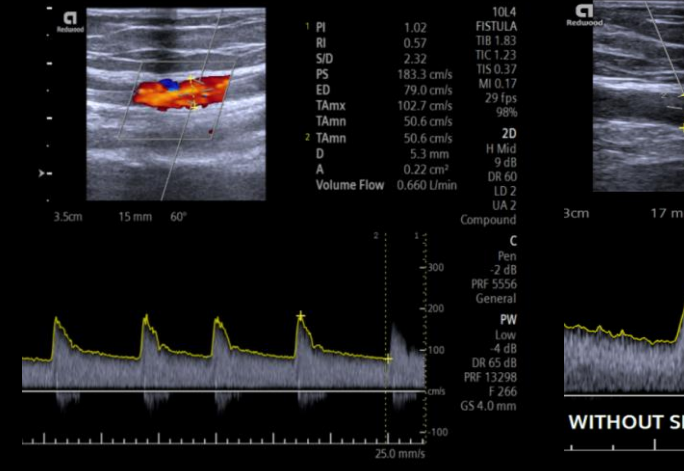 a
Redwood
3.5cm 15 mm 60°
1 PI 1.02
RI 0.57
S/D 2.32
PS 183.3 cm/s
ED 79.0 cm/s
TAmx 102.7 cm/s
TAmn 50.6 cm/s
2 TAmn 50.6 cm/s
D 5.3 mm
A 0.22 cm²
Volume Flow 0.660 L/min
10L4
FISTULA
TIB 1.83
TIC 1.23
TIS 0.37
MI 0.17
29 fps
98%
2D
H Mid
9 dB
DR 60
LD 2
UA 2
Compound
C
Pen
-2 dB
PRF 5556
General
PW
Low
-4 dB
DR 65 dB
PRF 13298
F 266
GS 4.0 mm
2 1
300
200
100
cm/s
-100
25.0 mm/s
a
Redwood
3cm 17 m
WITHOUT S